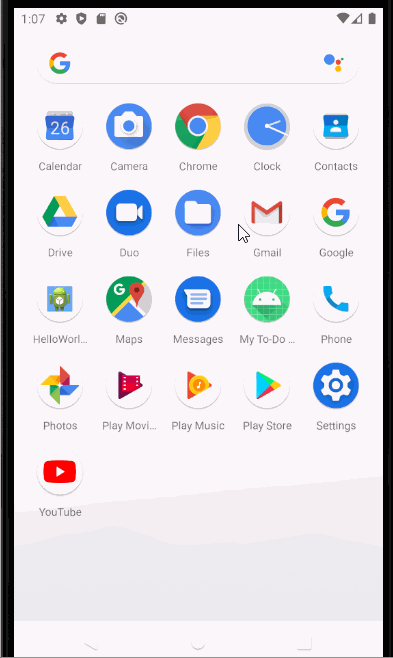 1:07
G
26
Calendar Camera Chrome Clock Contacts
Drive Duo Files Gmail Google
G
HelloWorl... Maps Messages My To-Do ... Phone
Photos Play Movi... Play Music Play Store Settings
YouTube